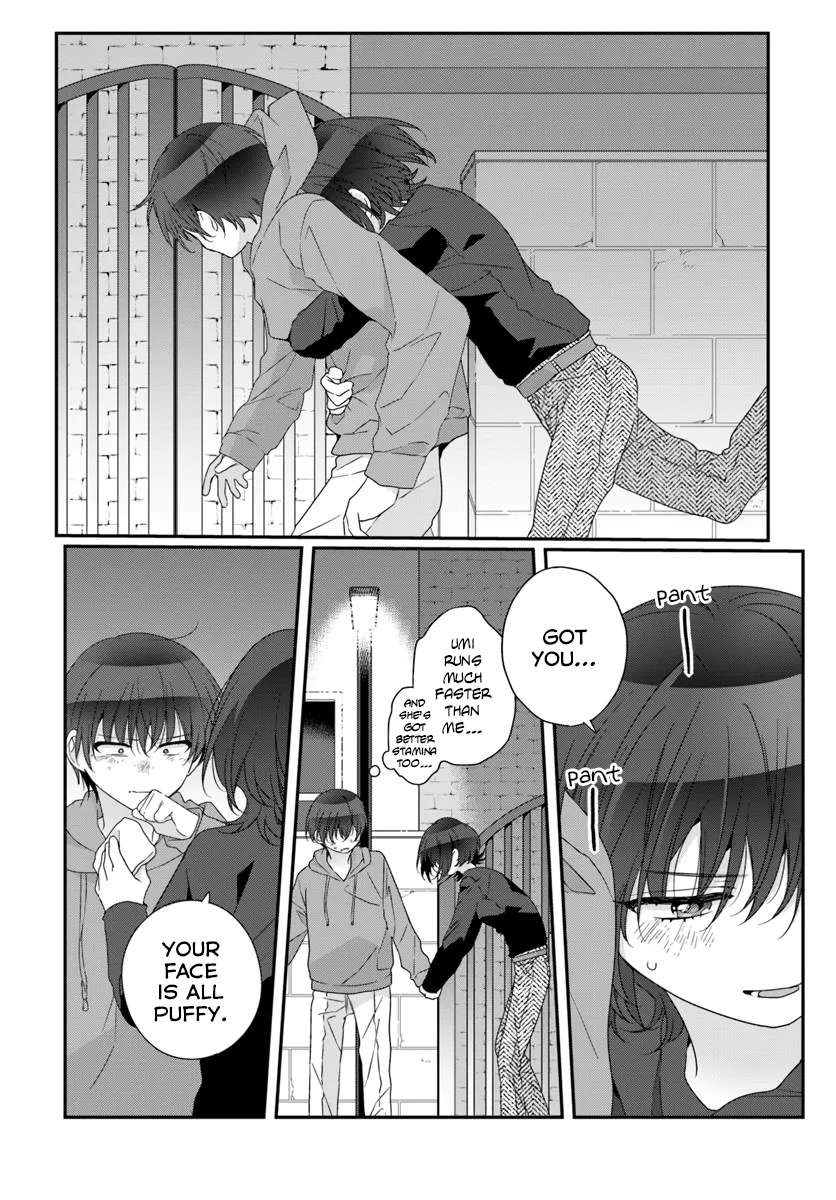 pant
GOT
YOU...
pant
UMI
RUNS
MUCH
FASTER
THAN
ME...
AND
SHE'S
GOT
BETTER
STAMINA
TOO...
YOUR
FACE
IS ALL
PUFFY.